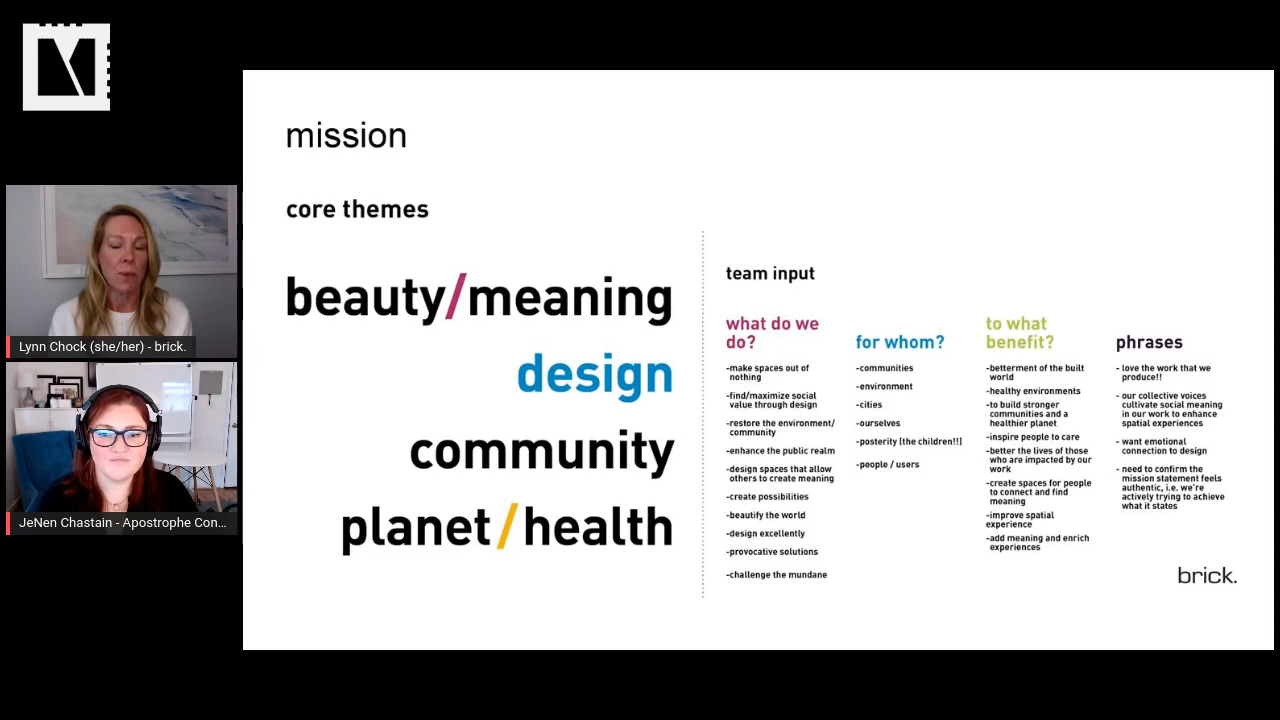 mission
core themes
beauty/meaning
design
community
planet/health
team input
what do we
do?
-make spaces out of
nothing
-find/maximize social
value through design
-restore the environment/
community
-enhance the public realm
-design spaces that allow
others to create meaning
-create possibilities
-beautify the world
-design excellently
-provocative solutions
-challenge the mundane
for whom?
-communities
-environment
-cities
-ourselves
-posterity (the children!!)
-people / users
to what
benefit?
-betterment of the built
world
-healthy environments
-to build stronger
communities and a
healthier planet
-inspire people to care
-better the lives of those
who are impacted by our
work
-create spaces for people
to connect and find
meaning
-improve spatial
experience
-add meaning and enrich
experiences
phrases
- love the work that we
produce!!
- our collective voices
cultivate social meaning
in our work to enhance
spatial experiences
- want emotional
connection to design
- need to confirm the
mission statement feels
authentic, i.e. we're
actively trying to achieve
what it states
brick.
Lynn Chock (she/her) - brick.
JeNen Chastain - Apostrophe Con...